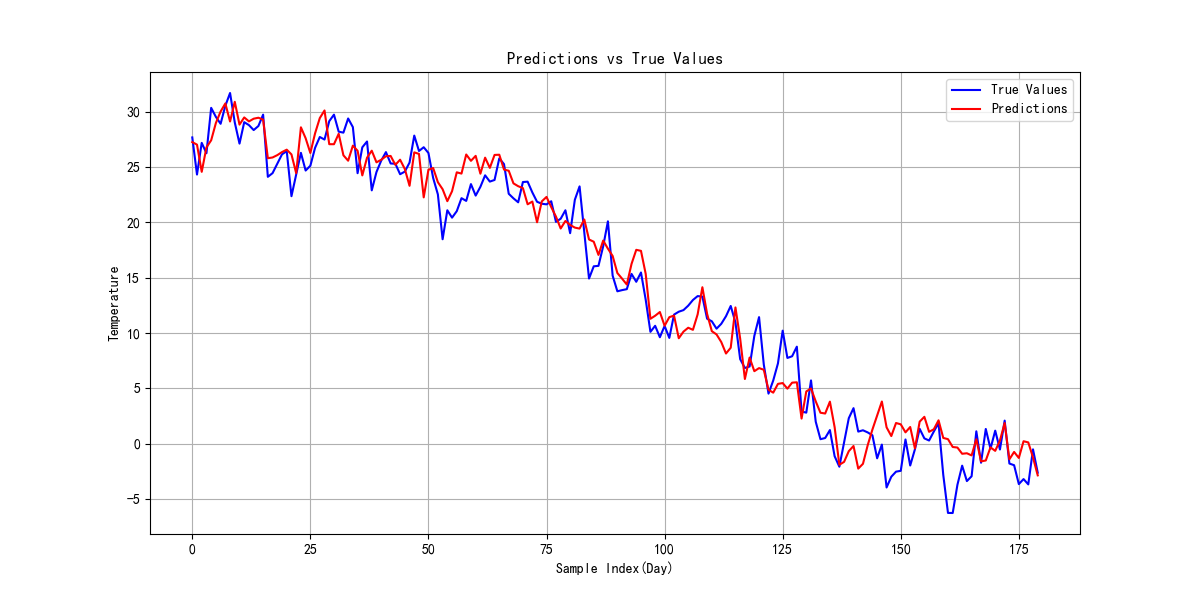 Predictions vs True Values
True Values
Predictions
Temperature
30
25
20
15
10
5
0
−5
0 25 50 75 100 125 150 175
Sample Index(Day)